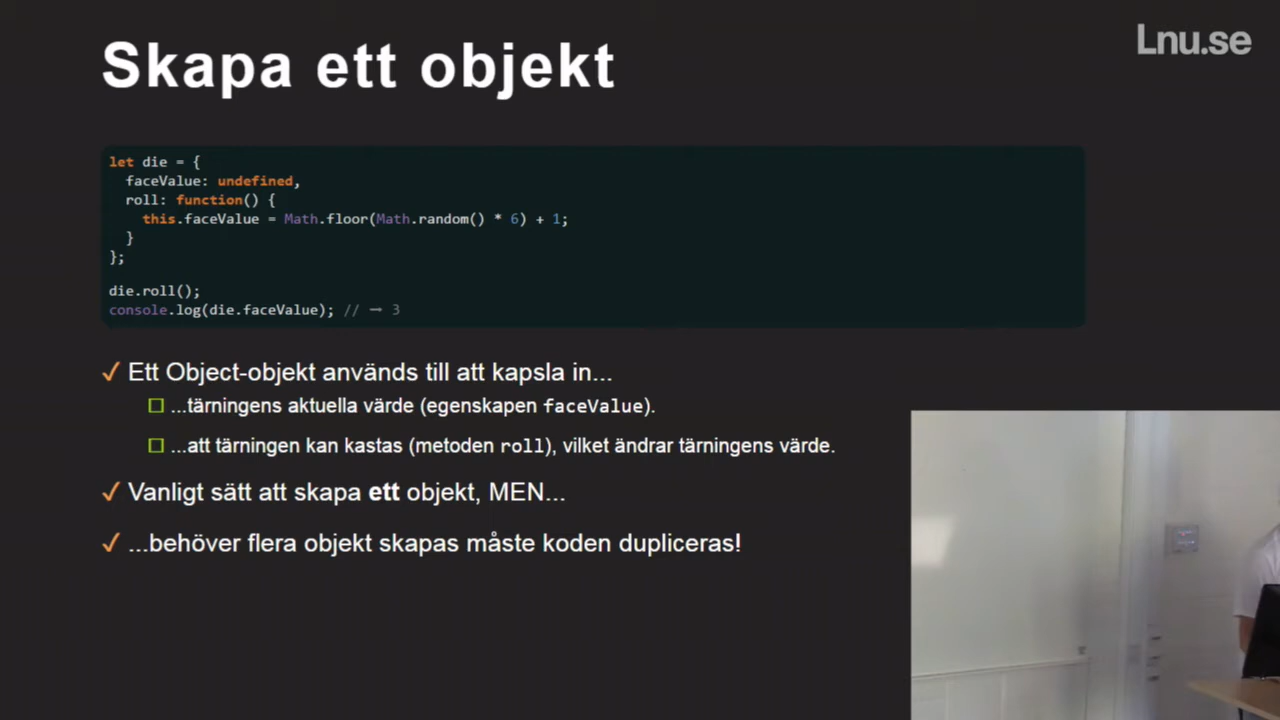 Skapa ett objekt
Lnu.se
let die = {
faceValue: undefined,
roll: function() {
this.faceValue = Math.floor(Math.random() * 6) + 1;
}
};
die.roll();
console.log(die.faceValue); // → 3
✓ Ett Object-objekt används till att kapsla in...
...tärningens aktuella värde (egenskapen faceValue).
...att tärningen kan kastas (metoden roll), vilket ändrar tärningens värde.
✓ Vanligt sätt att skapa ett objekt, MEN...
✓ ...behöver flera objekt skapas måste koden dupliceras!